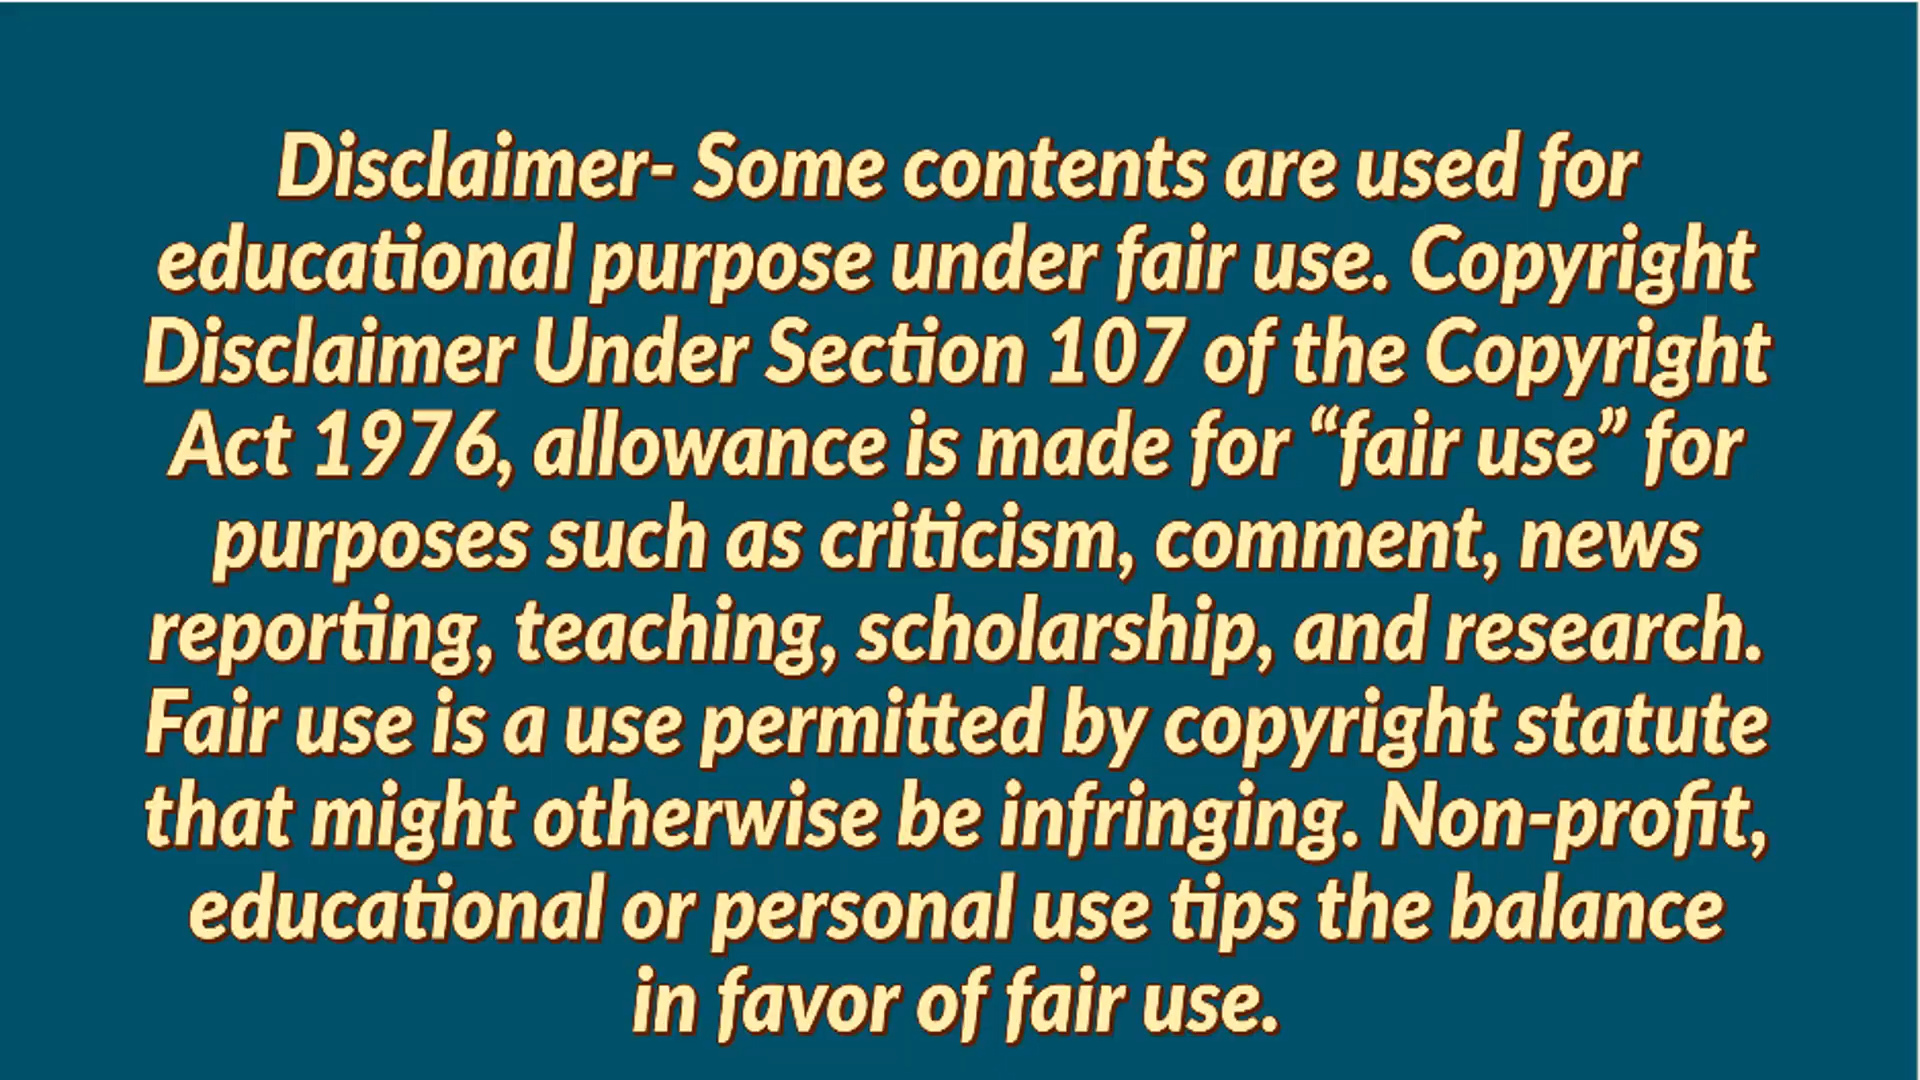 Disclaimer- Some contents are used for
educational purpose under fair use. Copyright
Disclaimer Under Section 107 of the Copyright
Act 1976, allowance is made for “fair use” for
purposes such as criticism, comment, news
reporting, teaching, scholarship, and research.
Fair use is a use permitted by copyright statute
that might otherwise be infringing. Non-profit,
educational or personal use tips the balance
in favor of fair use.